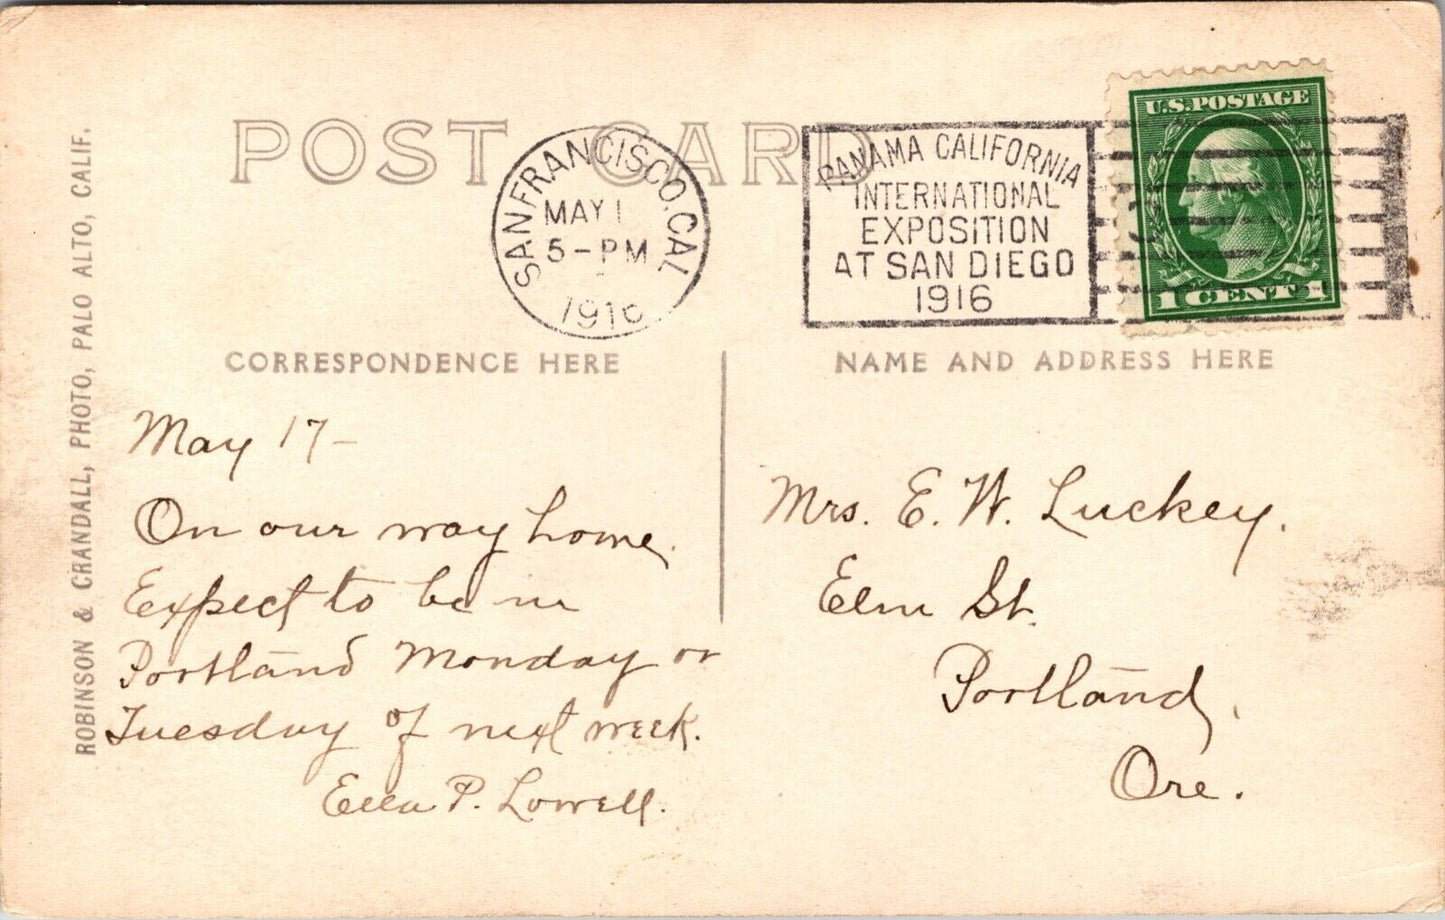 POST CARD
SAN FRANCISCO, CAL.
MAY 1
5-PM
1916
PANAMA CALIFORNIA
INTERNATIONAL
EXPOSITION
AT SAN DIEGO
1916
U.S. POSTAGE
1 CENT 1
ROBINSON & CRANDALL, PHOTO, PALO ALTO, CALIF.
CORRESPONDENCE HERE
May 17-
On our way home.
Expect to be in
Portland Monday or
Tuesday of next week.
Ella P. Lowell.
NAME AND ADDRESS HERE
Mrs. E. W. Luckey.
Elm St.
Portland,
Ore.